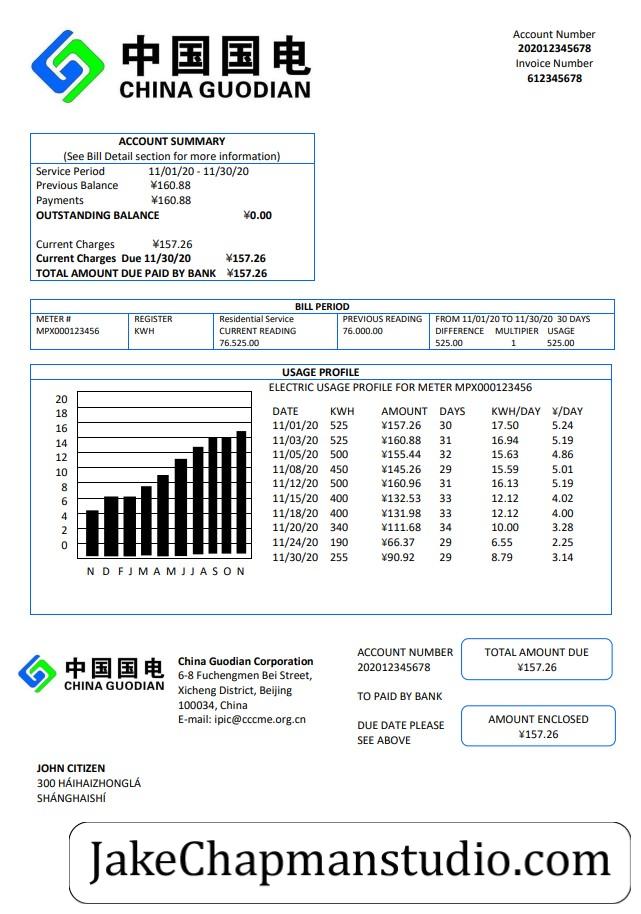 中国国电
CHINA GUODIAN
Account Number
202012345678
Invoice Number
612345678
ACCOUNT SUMMARY
(See Bill Detail section for more information)
Service Period 11/01/20 - 11/30/20
Previous Balance ¥160.88
Payments ¥160.88
OUTSTANDING BALANCE ¥0.00
Current Charges ¥157.26
Current Charges Due 11/30/20 ¥157.26
TOTAL AMOUNT DUE PAID BY BANK ¥157.26
BILL PERIOD
METER # REGISTER Residential Service PREVIOUS READING FROM 11/01/20 TO 11/30/20 30 DAYS
MPX000123456 KWH CURRENT READING 76.000.00 DIFFERENCE MULTIPIER USAGE
76.525.00 525.00 1 525.00
USAGE PROFILE
ELECTRIC USAGE PROFILE FOR METER MPX000123456
20
18
16
14
12
10
8
6
4
2
0
N D F J M A M J J A S O N
DATE KWH AMOUNT DAYS KWH/DAY ¥/DAY
11/01/20 525 ¥157.26 30 17.50 5.24
11/03/20 525 ¥160.88 31 16.94 5.19
11/05/20 500 ¥155.44 32 15.63 4.86
11/08/20 450 ¥145.26 29 15.59 5.01
11/12/20 500 ¥160.96 31 16.13 5.19
11/15/20 400 ¥132.53 33 12.12 4.02
11/18/20 400 ¥131.98 33 12.12 4.00
11/20/20 340 ¥111.68 34 10.00 3.28
11/24/20 190 ¥66.37 29 6.55 2.25
11/30/20 255 ¥90.92 29 8.79 3.14
中国国电
CHINA GUODIAN
China Guodian Corporation
6-8 Fuchengmen Bei Street,
Xicheng District, Beijing
100034, China
E-mail: ipic@cccme.org.cn
ACCOUNT NUMBER
202012345678
TO PAID BY BANK
DUE DATE PLEASE
SEE ABOVE
TOTAL AMOUNT DUE
¥157.26
AMOUNT ENCLOSED
¥157.26
JOHN CITIZEN
300 HÁIHAIZHONGLÁ
SHÁNGHAISHÍ
JakeChapmanstudio.com